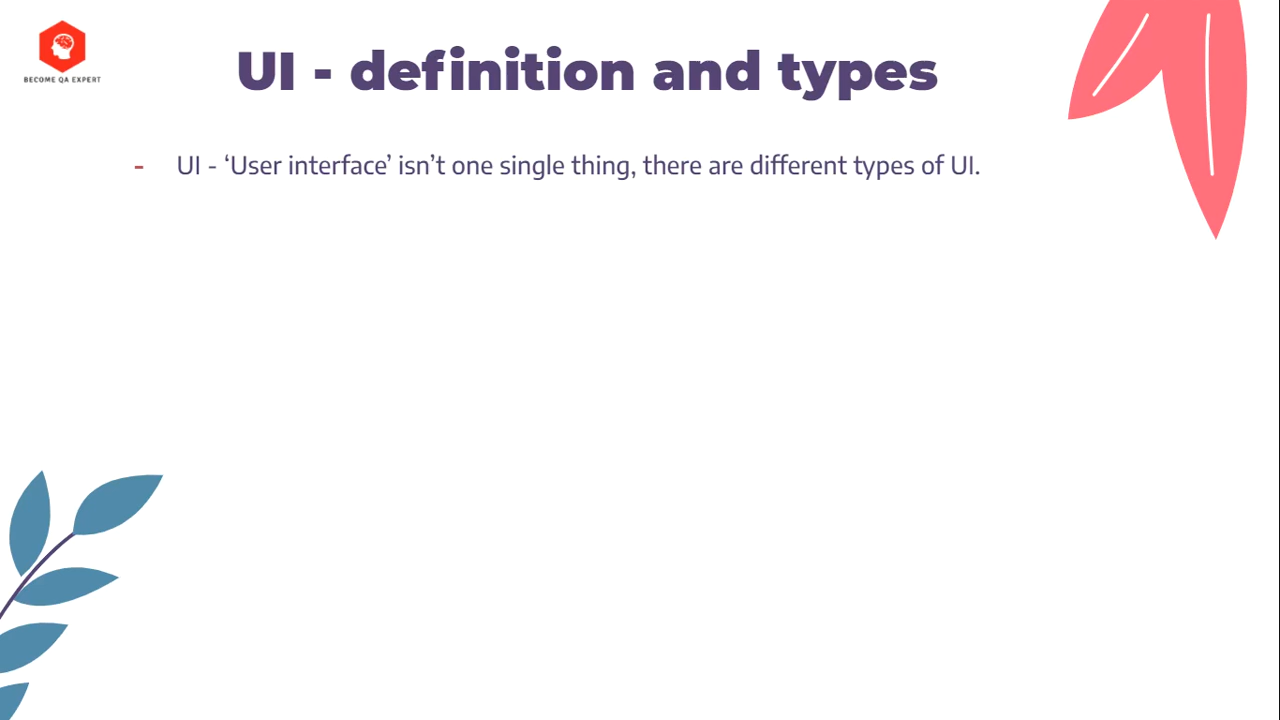 BECOME QA EXPERT
UI - definition and types
- UI - ‘User interface’ isn’t one single thing, there are different types of UI.